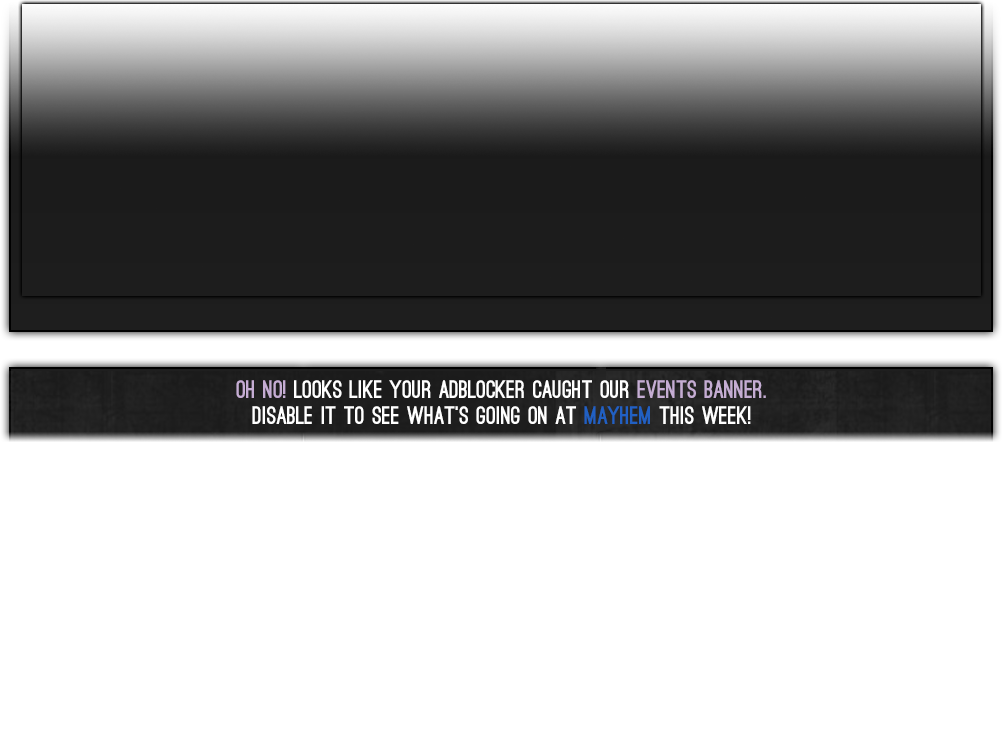 OH NO! LOOKS LIKE YOUR ADBLOCKER CAUGHT OUR EVENTS BANNER.
DISABLE IT TO SEE WHAT'S GOING ON AT MAYHEM THIS WEEK!